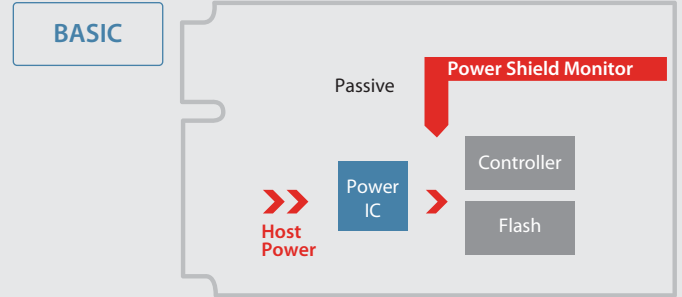 BASIC
Power Shield Monitor
Passive
Controller
Power
IC
Flash
Host
Power